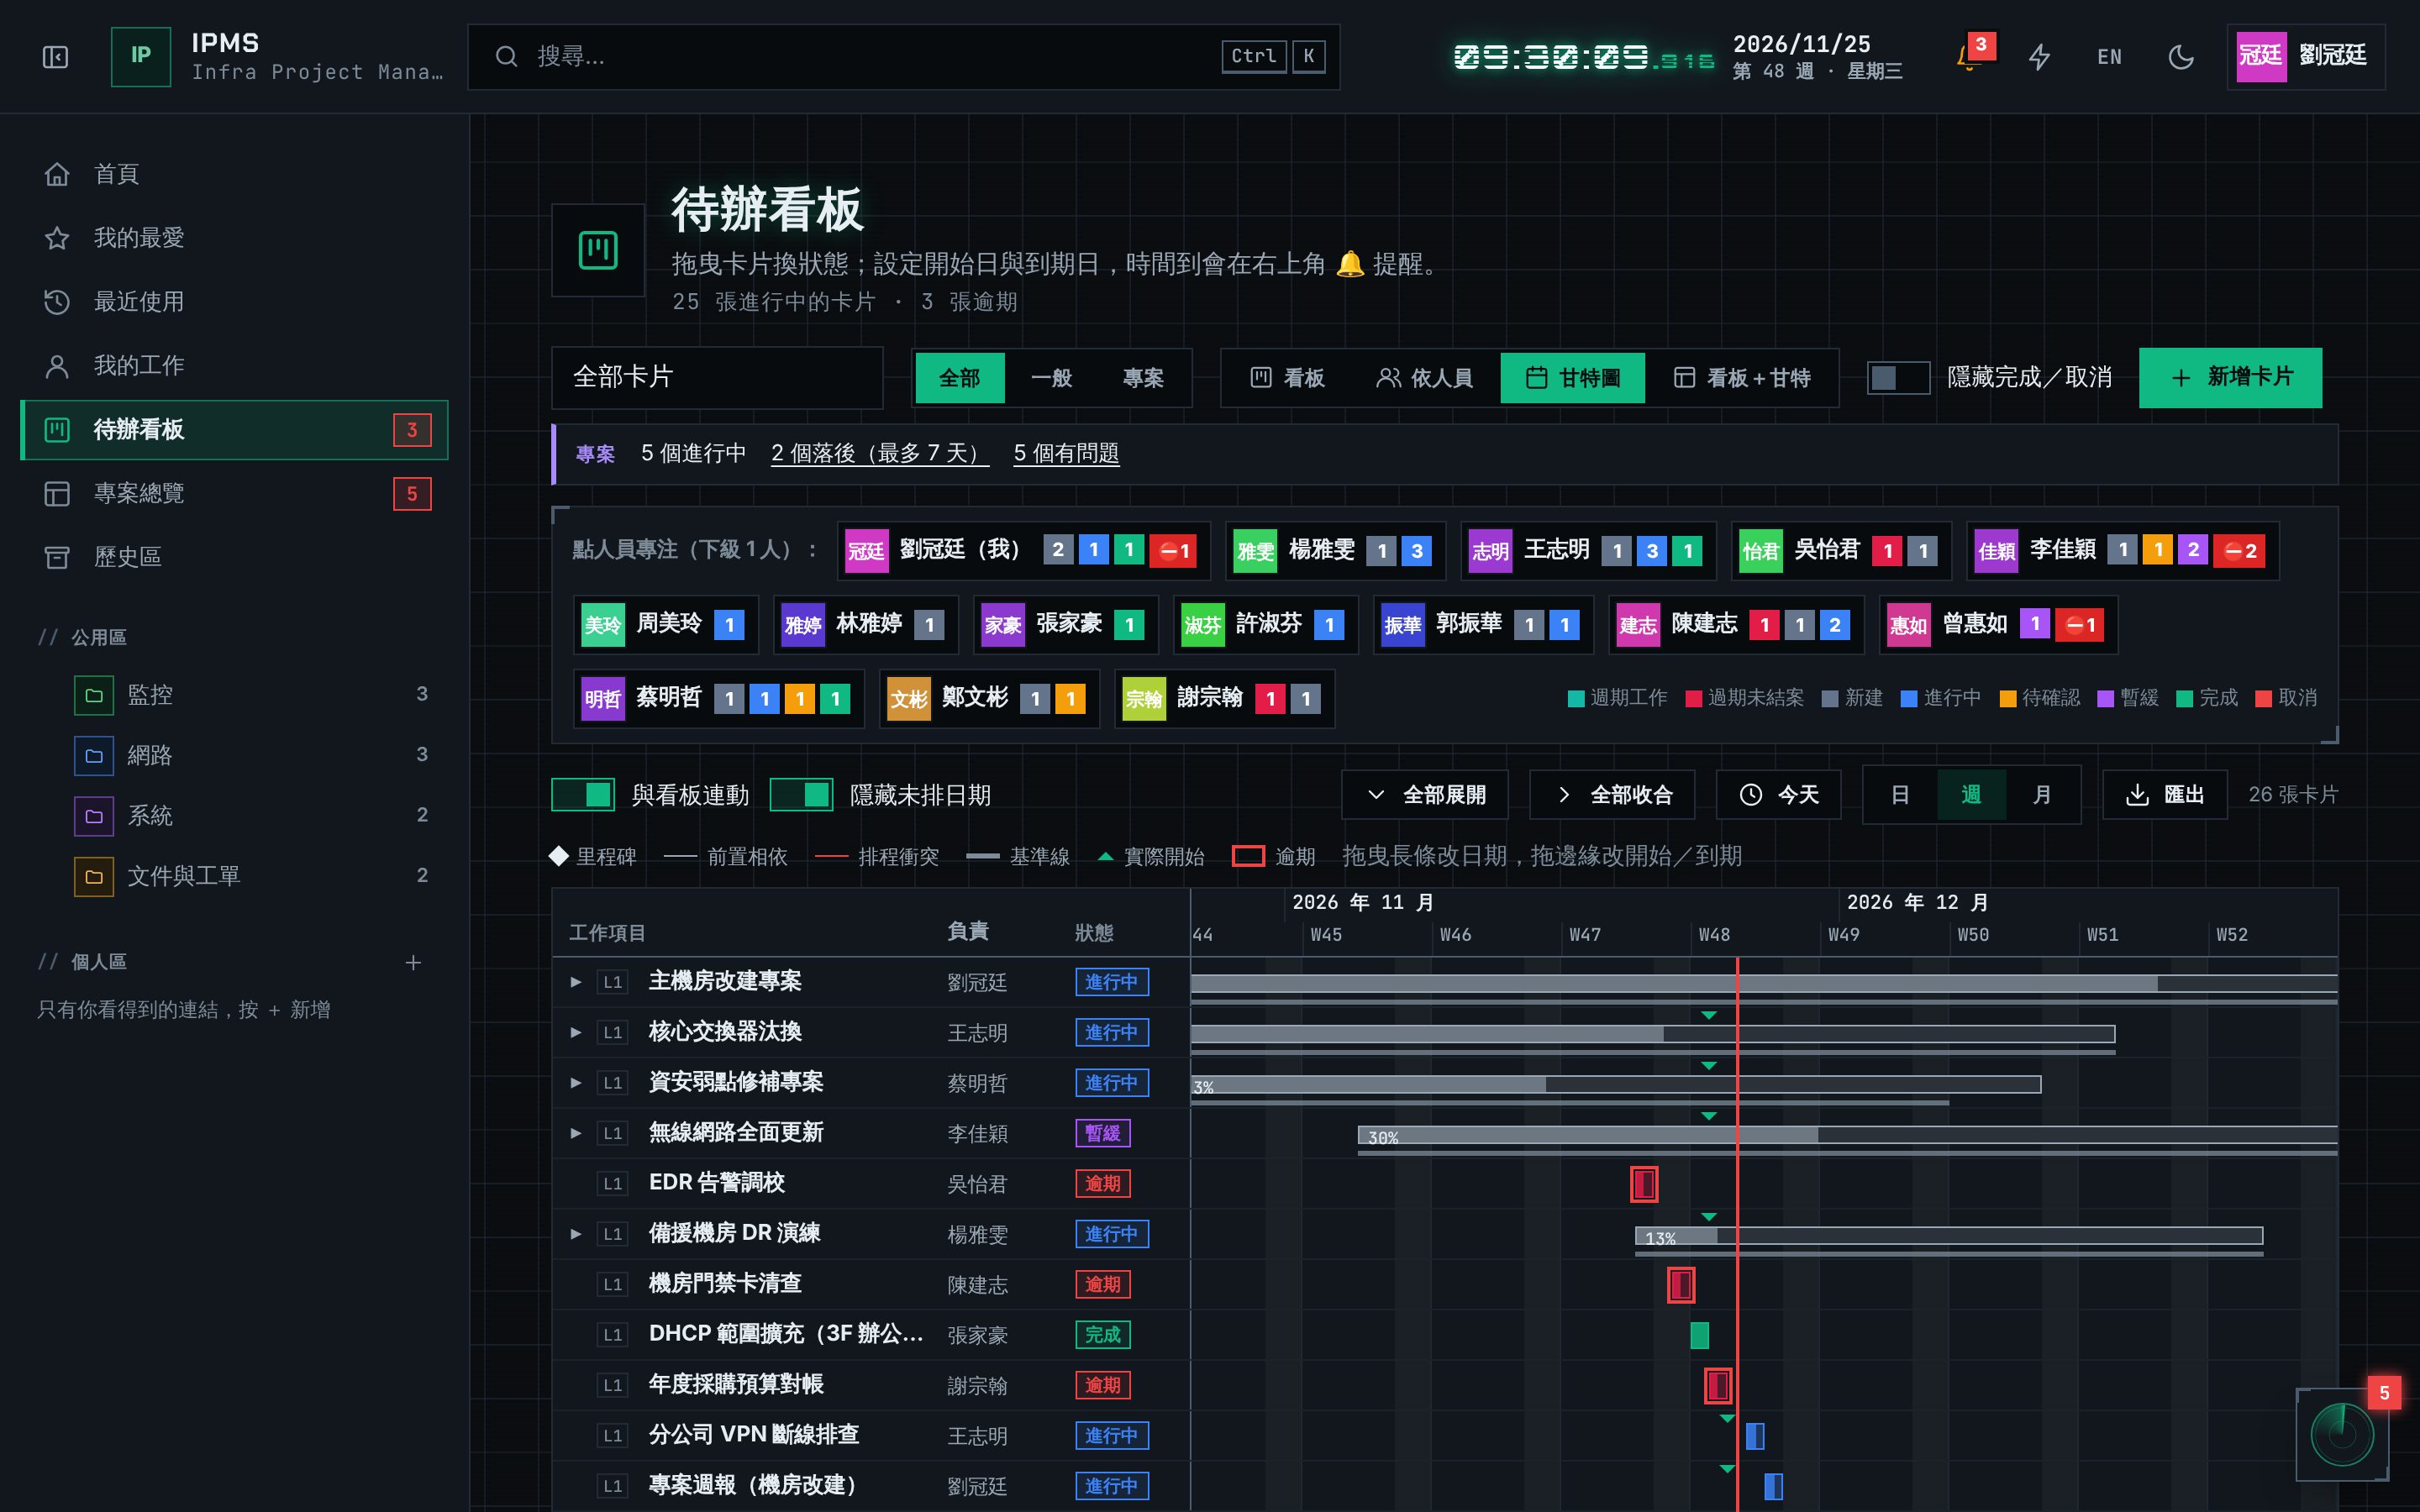 IP
IPMS
Infra Project Mana…
搜尋...
Ctrl K
09:30:09.916
2026/11/25
第 48 週 · 星期三
3
EN
冠廷 劉冠廷
首頁
我的最愛
最近使用
我的工作
待辦看板 3
專案總覽 5
歷史區
// 公用區
監控 3
網路 3
系統 2
文件與工單 2
// 個人區 +
只有你看得到的連結，按 + 新增
待辦看板
拖曳卡片換狀態；設定開始日與到期日，時間到會在右上角 🔔 提醒。
25 張進行中的卡片 · 3 張逾期
全部卡片
全部 一般 專案
看板 依人員 甘特圖 看板＋甘特
隱藏完成／取消
+ 新增卡片
專案 5 個進行中 2 個落後（最多 7 天） 5 個有問題
點人員專注（下級 1 人）： 冠廷 劉冠廷（我） 2 1 1 ⛔1 雅雯 楊雅雯 1 3 志明 王志明 1 3 1 怡君 吳怡君 1 1 佳穎 李佳穎 1 1 2 ⛔2
美玲 周美玲 1 雅婷 林雅婷 1 家豪 張家豪 1 淑芬 許淑芬 1 振華 郭振華 1 1 建志 陳建志 1 1 2 惠如 曾惠如 1 ⛔1
明哲 蔡明哲 1 1 1 1 文彬 鄭文彬 1 1 宗翰 謝宗翰 1 1
週期工作 過期未結案 新建 進行中 待確認 暫緩 完成 取消
與看板連動 隱藏未排日期
全部展開 全部收合 今天 日 週 月 匯出 26 張卡片
里程碑 前置相依 排程衝突 基準線 實際開始 逾期 拖曳長條改日期，拖邊緣改開始／到期
2026 年 11 月 2026 年 12 月
工作項目 負責 狀態
44 W45 W46 W47 W48 W49 W50 W51 W52
▶ L1 主機房改建專案 劉冠廷 進行中
▶ L1 核心交換器汰換 王志明 進行中
▶ L1 資安弱點修補專案 蔡明哲 進行中 3%
▶ L1 無線網路全面更新 李佳穎 暫緩 30%
L1 EDR 告警調校 吳怡君 逾期
▶ L1 備援機房 DR 演練 楊雅雯 進行中 13%
L1 機房門禁卡清查 陳建志 逾期
L1 DHCP 範圍擴充（3F 辦公… 張家豪 完成
L1 年度採購預算對帳 謝宗翰 逾期
L1 分公司 VPN 斷線排查 王志明 進行中
L1 專案週報（機房改建） 劉冠廷 進行中
5